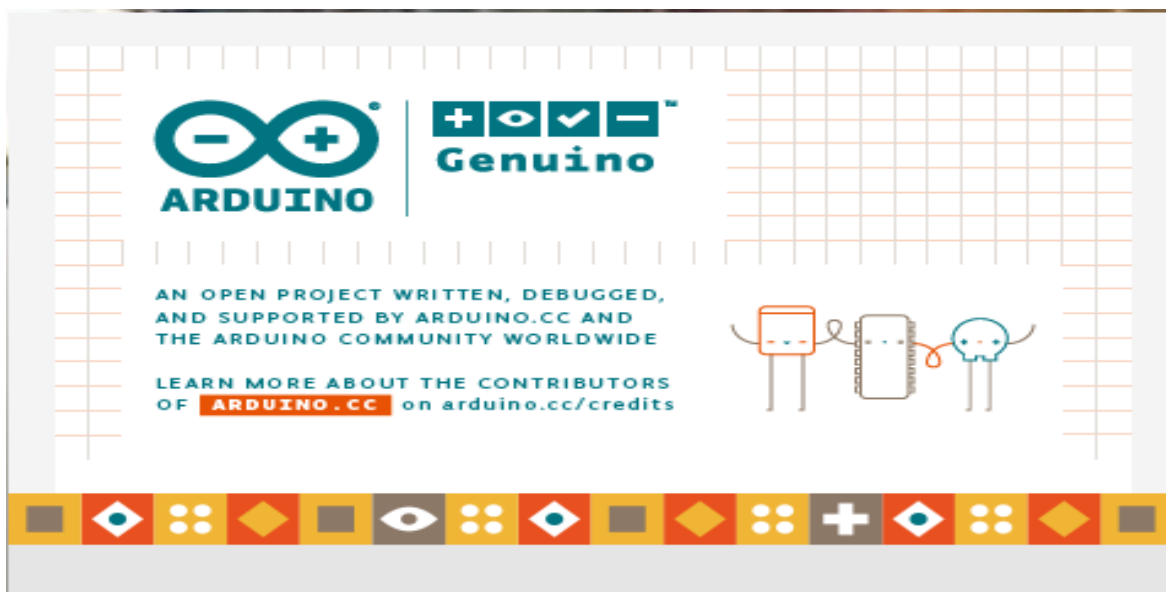 ARDUINO
Genuino
AN OPEN PROJECT WRITTEN, DEBUGGED,
AND SUPPORTED BY ARDUINO.CC AND
THE ARDUINO COMMUNITY WORLDWIDE
LEARN MORE ABOUT THE CONTRIBUTORS
OF ARDUINO.CC on arduino.cc/credits